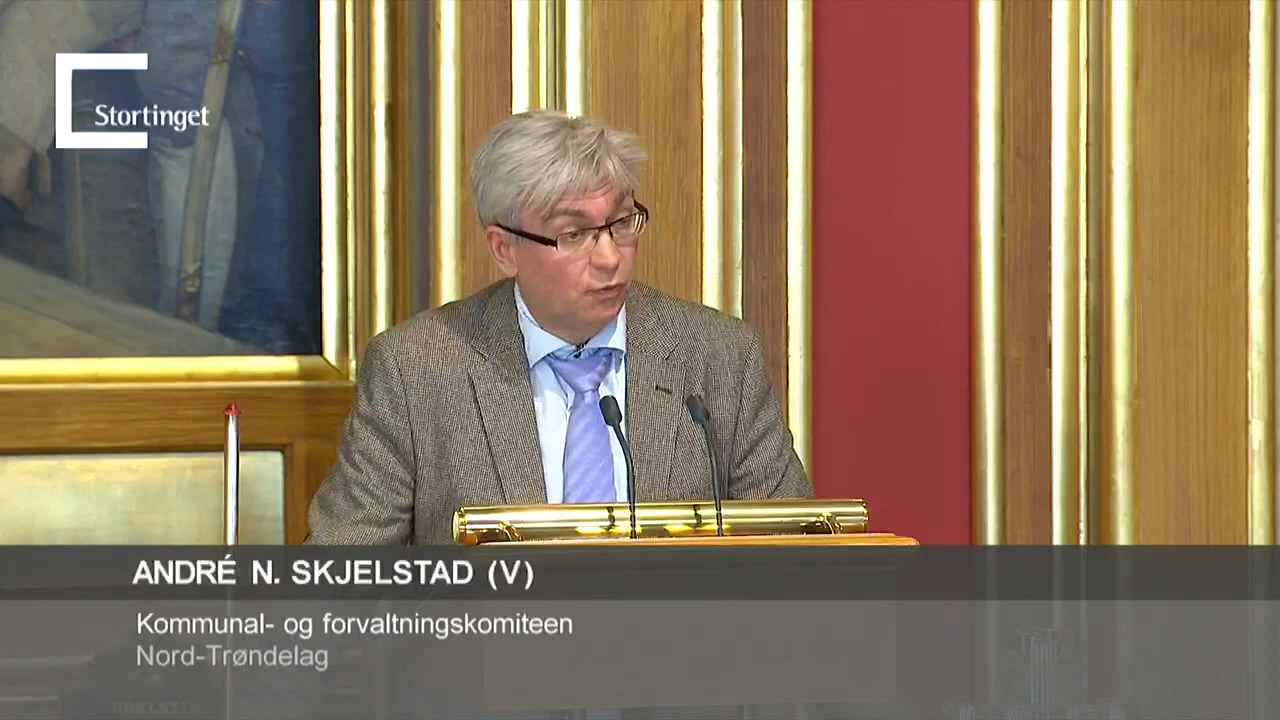 Stortinget
ANDRÉ N. SKJELSTAD (V)
Kommunal- og forvaltningskomiteen
Nord-Trøndelag